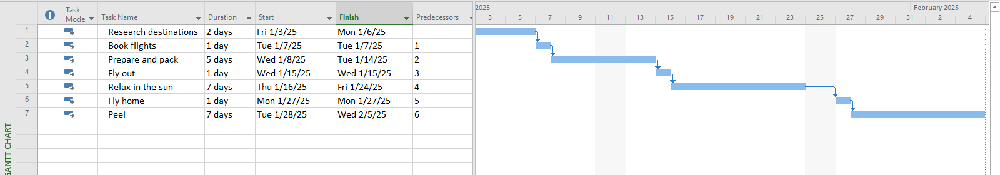 Task Mode	Task Name	Duration	Start	Finish	Predecessors
1	Research destinations	2 days	Fri 1/3/25	Mon 1/6/25
2	Book flights	1 day	Tue 1/7/25	Tue 1/7/25	1
3	Prepare and pack	5 days	Wed 1/8/25	Tue 1/14/25	2
4	Fly out	1 day	Wed 1/15/25	Wed 1/15/25	3
5	Relax in the sun	7 days	Thu 1/16/25	Fri 1/24/25	4
6	Fly home	1 day	Mon 1/27/25	Mon 1/27/25	5
7	Peel	7 days	Tue 1/28/25	Wed 2/5/25	6
2025	February 2025
3	5	7	9	11	13	15	17	19	21	23	25	27	29	31	2	4
GANTT CHART